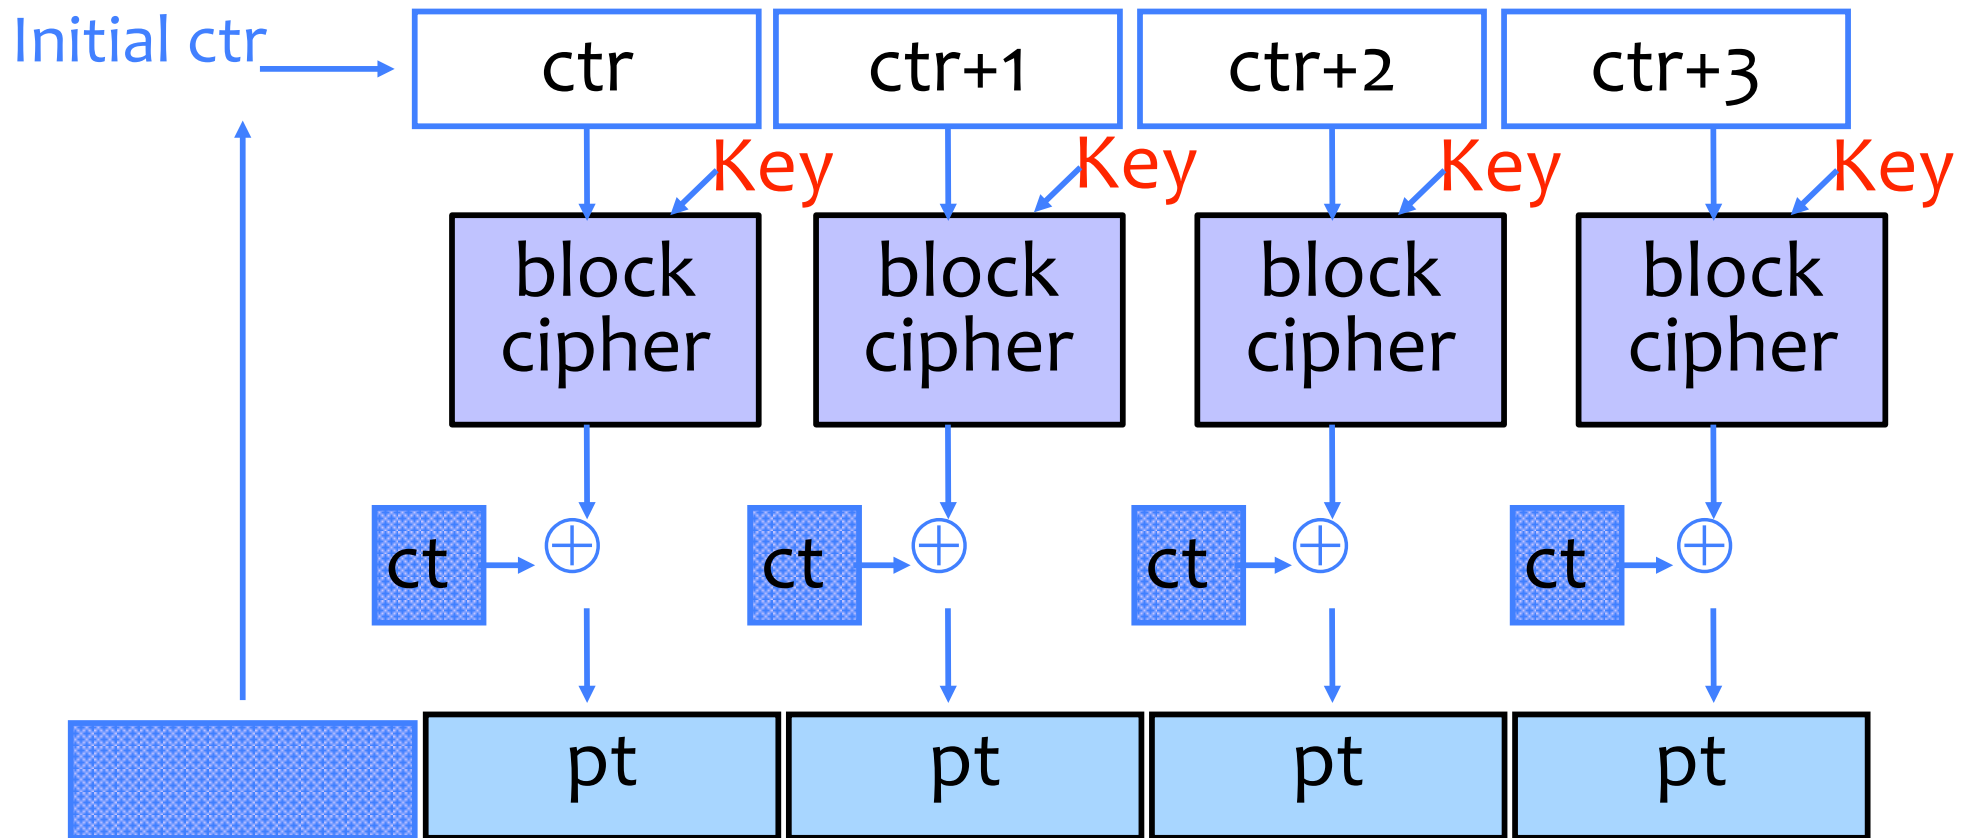 Initial ctr
ctr
ctr+1
ctr+2
ctr+3
Key
Key
Key
Key
block
cipher
block
cipher
block
cipher
block
cipher
ct
ct
ct
ct
pt
pt
pt
pt